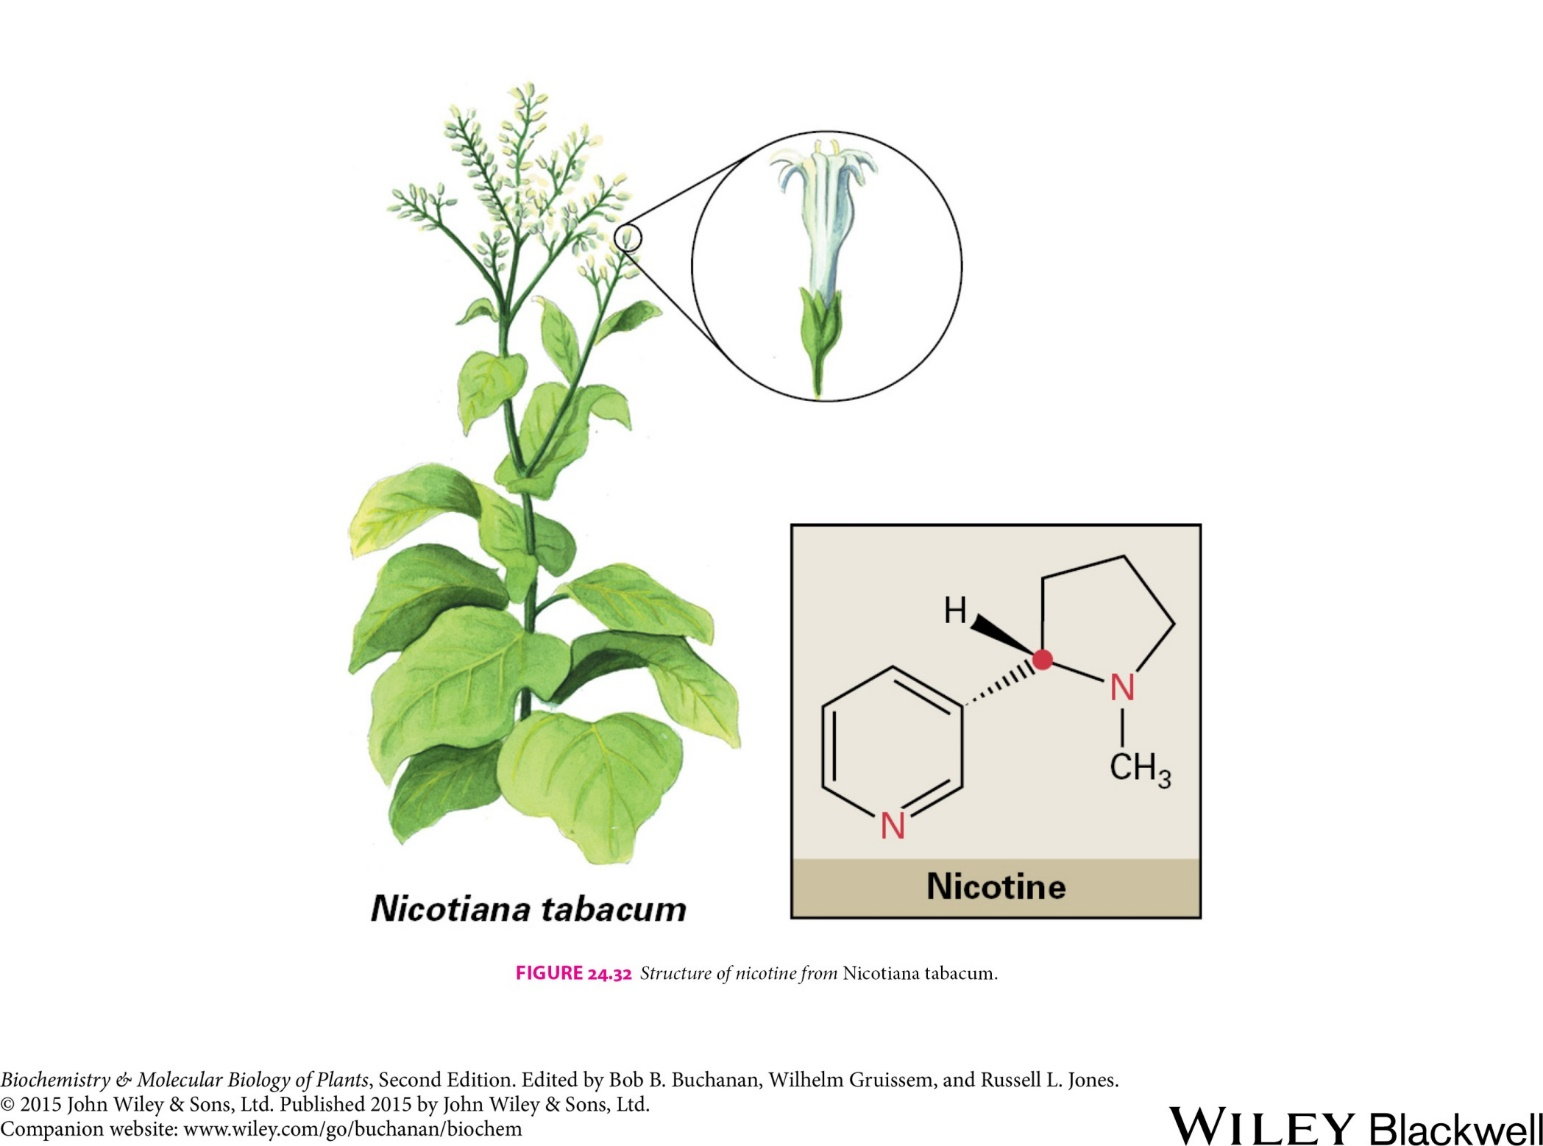 H
N
CH3
N
Nicotine
Nicotiana tabacum
FIGURE 24.32 Structure of nicotine from Nicotiana tabacum.
Biochemistry & Molecular Biology of Plants, Second Edition. Edited by Bob B. Buchanan, Wilhelm Gruissem, and Russell L. Jones.
© 2015 John Wiley & Sons, Ltd. Published 2015 by John Wiley & Sons, Ltd.
Companion website: www.wiley.com/go/buchanan/biochem
WILEY Blackwell